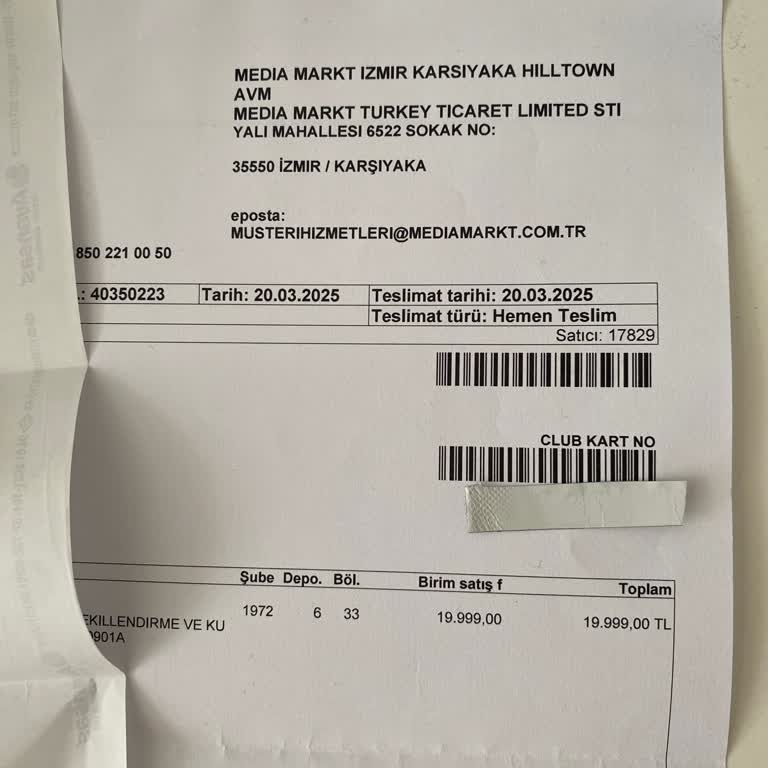 MEDIA MARKT IZMIR KARSIYAKA HILLTOWN
AVM
MEDIA MARKT TURKEY TICARET LIMITED STI
YALI MAHALLESI 6522 SOKAK NO:
35550 İZMIR / KARŞIYAKA
eposta:
MUSTERIHIZMETLERI@MEDIAMARKT.COM.TR
850 221 00 50
.: 40350223 Tarih: 20.03.2025 Teslimat tarihi: 20.03.2025
Teslimat türü: Hemen Teslim
Satıcı: 17829
CLUB KART NO
Şube Depo. Böl. Birim satış f Toplam
1972 6 33 19.999,00 19.999,00 TL
EKILLENDIRME VE KU
0901A